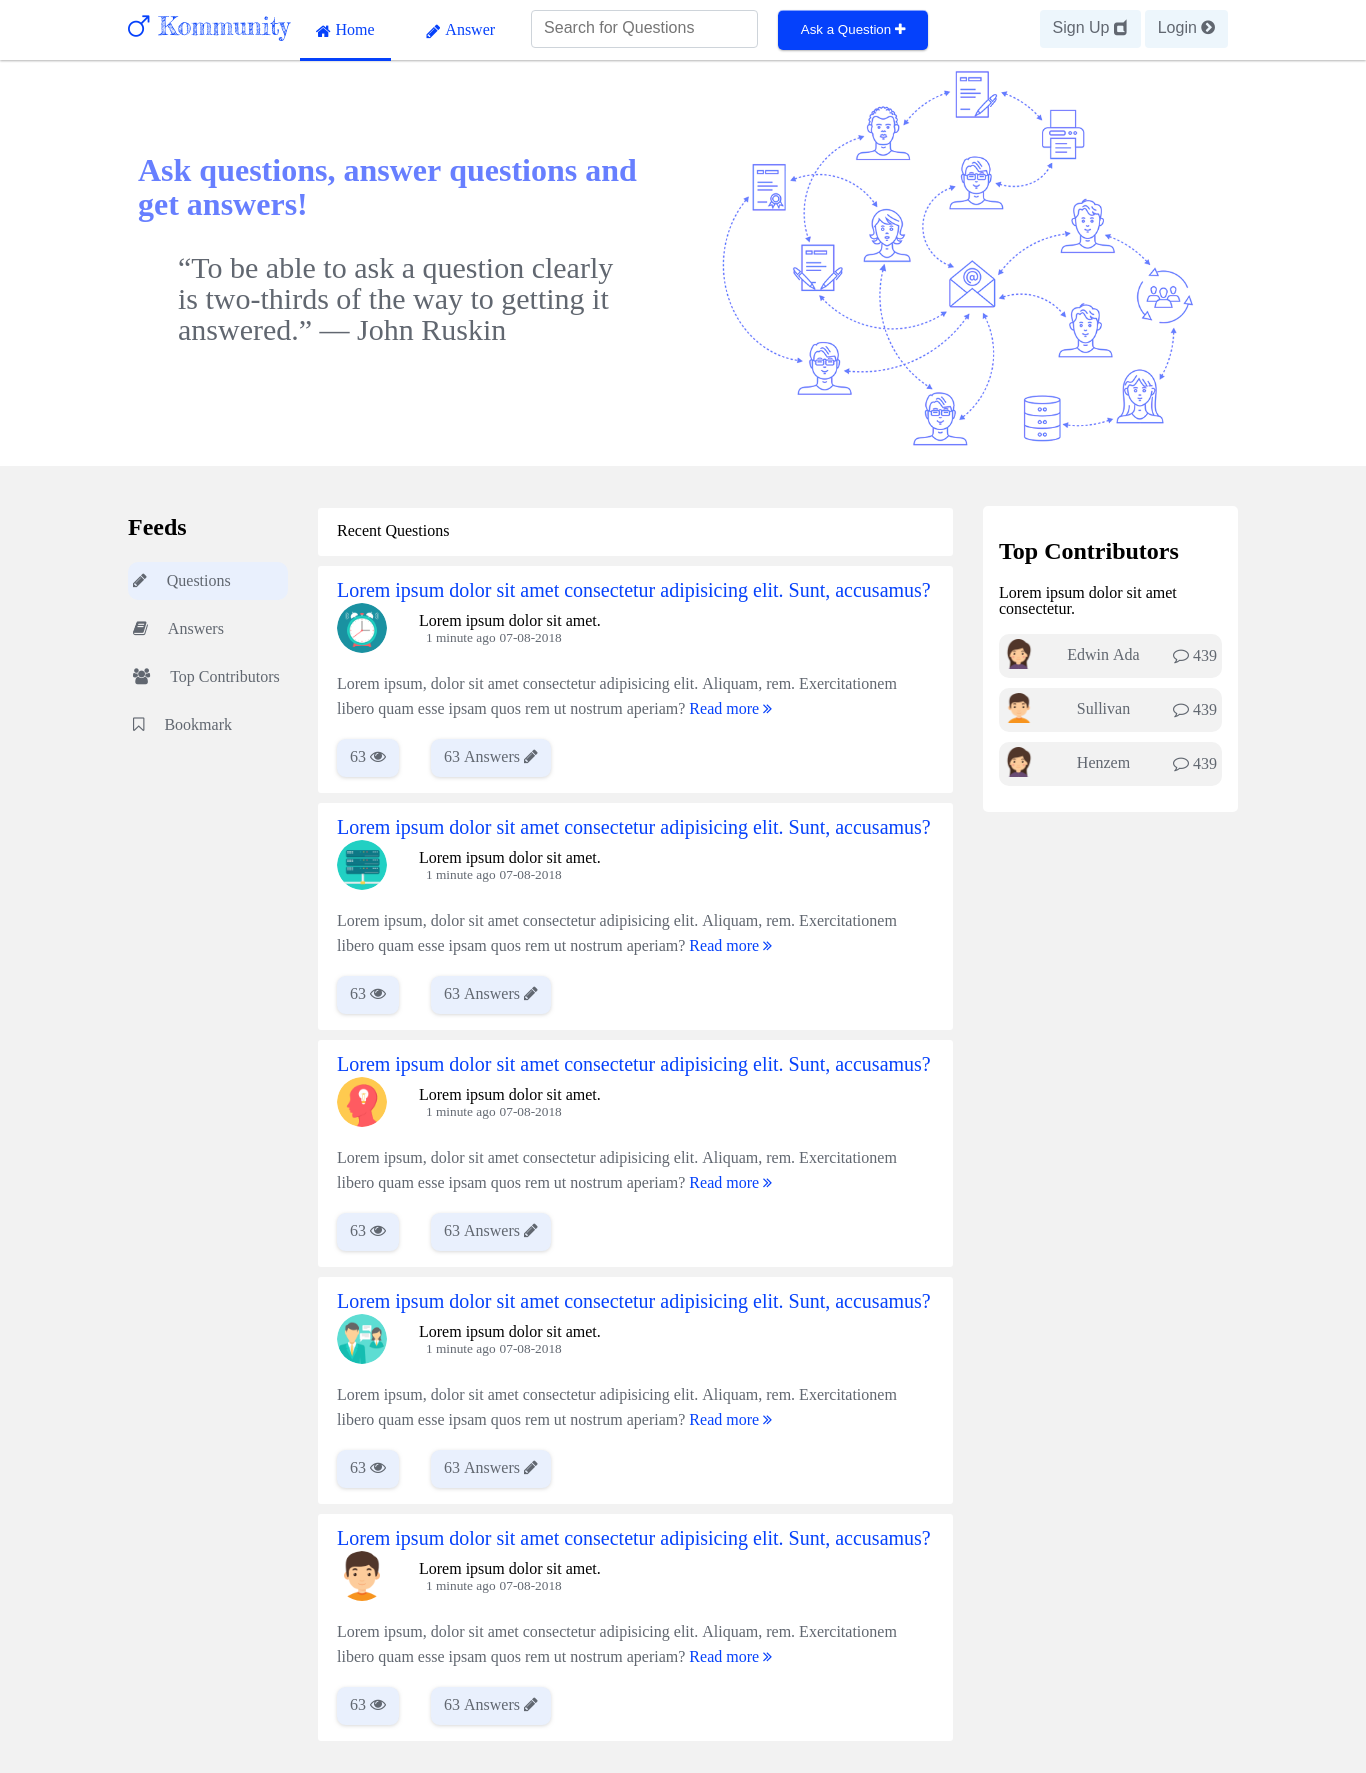 Kommunity
Home
Answer
Search for Questions
Ask a Question
Sign Up
Login
Ask questions, answer questions and
get answers!
“To be able to ask a question clearly
is two-thirds of the way to getting it
answered.” — John Ruskin
Feeds
Questions
Answers
Top Contributors
Bookmark
Recent Questions
Lorem ipsum dolor sit amet consectetur adipisicing elit. Sunt, accusamus?
Lorem ipsum dolor sit amet.
1 minute ago 07-08-2018
Lorem ipsum, dolor sit amet consectetur adipisicing elit. Aliquam, rem. Exercitationem
libero quam esse ipsam quos rem ut nostrum aperiam? Read more
63
63 Answers
Lorem ipsum dolor sit amet consectetur adipisicing elit. Sunt, accusamus?
Lorem ipsum dolor sit amet.
1 minute ago 07-08-2018
Lorem ipsum, dolor sit amet consectetur adipisicing elit. Aliquam, rem. Exercitationem
libero quam esse ipsam quos rem ut nostrum aperiam? Read more
63
63 Answers
Lorem ipsum dolor sit amet consectetur adipisicing elit. Sunt, accusamus?
Lorem ipsum dolor sit amet.
1 minute ago 07-08-2018
Lorem ipsum, dolor sit amet consectetur adipisicing elit. Aliquam, rem. Exercitationem
libero quam esse ipsam quos rem ut nostrum aperiam? Read more
63
63 Answers
Lorem ipsum dolor sit amet consectetur adipisicing elit. Sunt, accusamus?
Lorem ipsum dolor sit amet.
1 minute ago 07-08-2018
Lorem ipsum, dolor sit amet consectetur adipisicing elit. Aliquam, rem. Exercitationem
libero quam esse ipsam quos rem ut nostrum aperiam? Read more
63
63 Answers
Lorem ipsum dolor sit amet consectetur adipisicing elit. Sunt, accusamus?
Lorem ipsum dolor sit amet.
1 minute ago 07-08-2018
Lorem ipsum, dolor sit amet consectetur adipisicing elit. Aliquam, rem. Exercitationem
libero quam esse ipsam quos rem ut nostrum aperiam? Read more
63
63 Answers
Top Contributors
Lorem ipsum dolor sit amet
consectetur.
Edwin Ada
439
Sullivan
439
Henzem
439